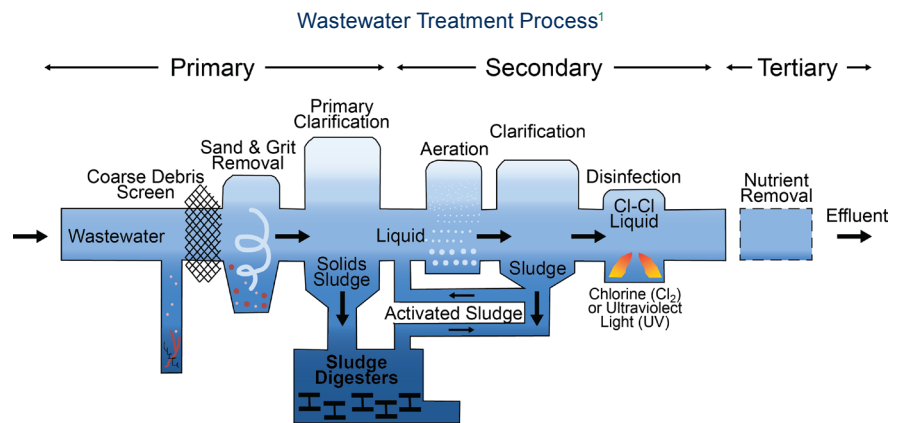 Wastewater Treatment Process1
Primary
Secondary
Tertiary
Coarse Debris
Screen
Sand & Grit
Removal
Primary
Clarification
Aeration
Clarification
Disinfection
Nutrient
Removal
Wastewater
Liquid
Cl-Cl
Liquid
Effluent
Solids
Sludge
Sludge
Chlorine (Cl₂)
or Ultraviolect
Light (UV)
Activated Sludge
Sludge
Digesters